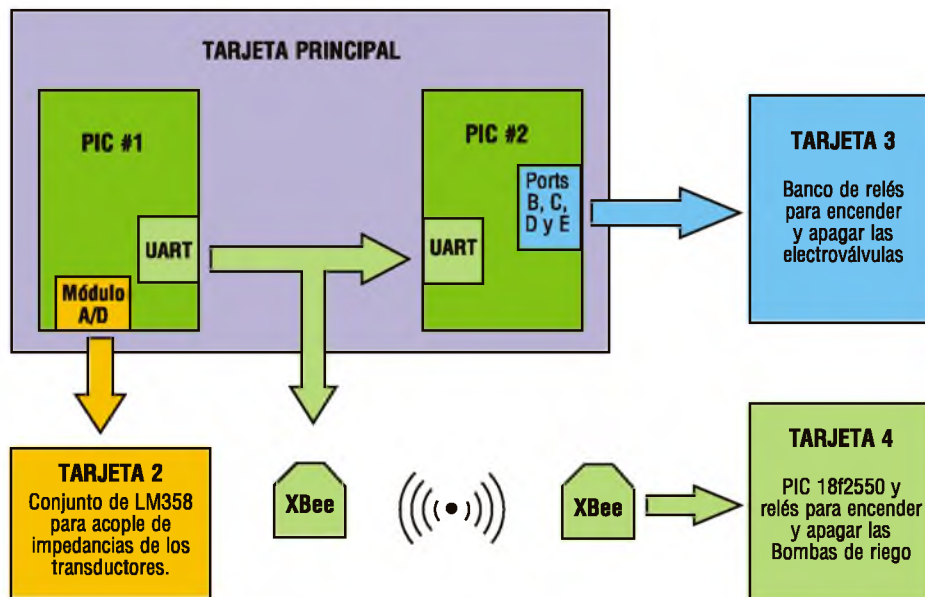 TARJETA PRINCIPAL
PIC #1
UART
Módulo
A/D
PIC #2
Ports
B, C,
D y E
UART
TARJETA 3
Banco de relés
para encender
y apagar las
electroválvulas
TARJETA 2
Conjunto de LM358
para acople de
impedancias de los
transductores.
XBee
XBee
TARJETA 4
PIC 18f2550 y
relés para encender
y apagar las
Bombas de riego